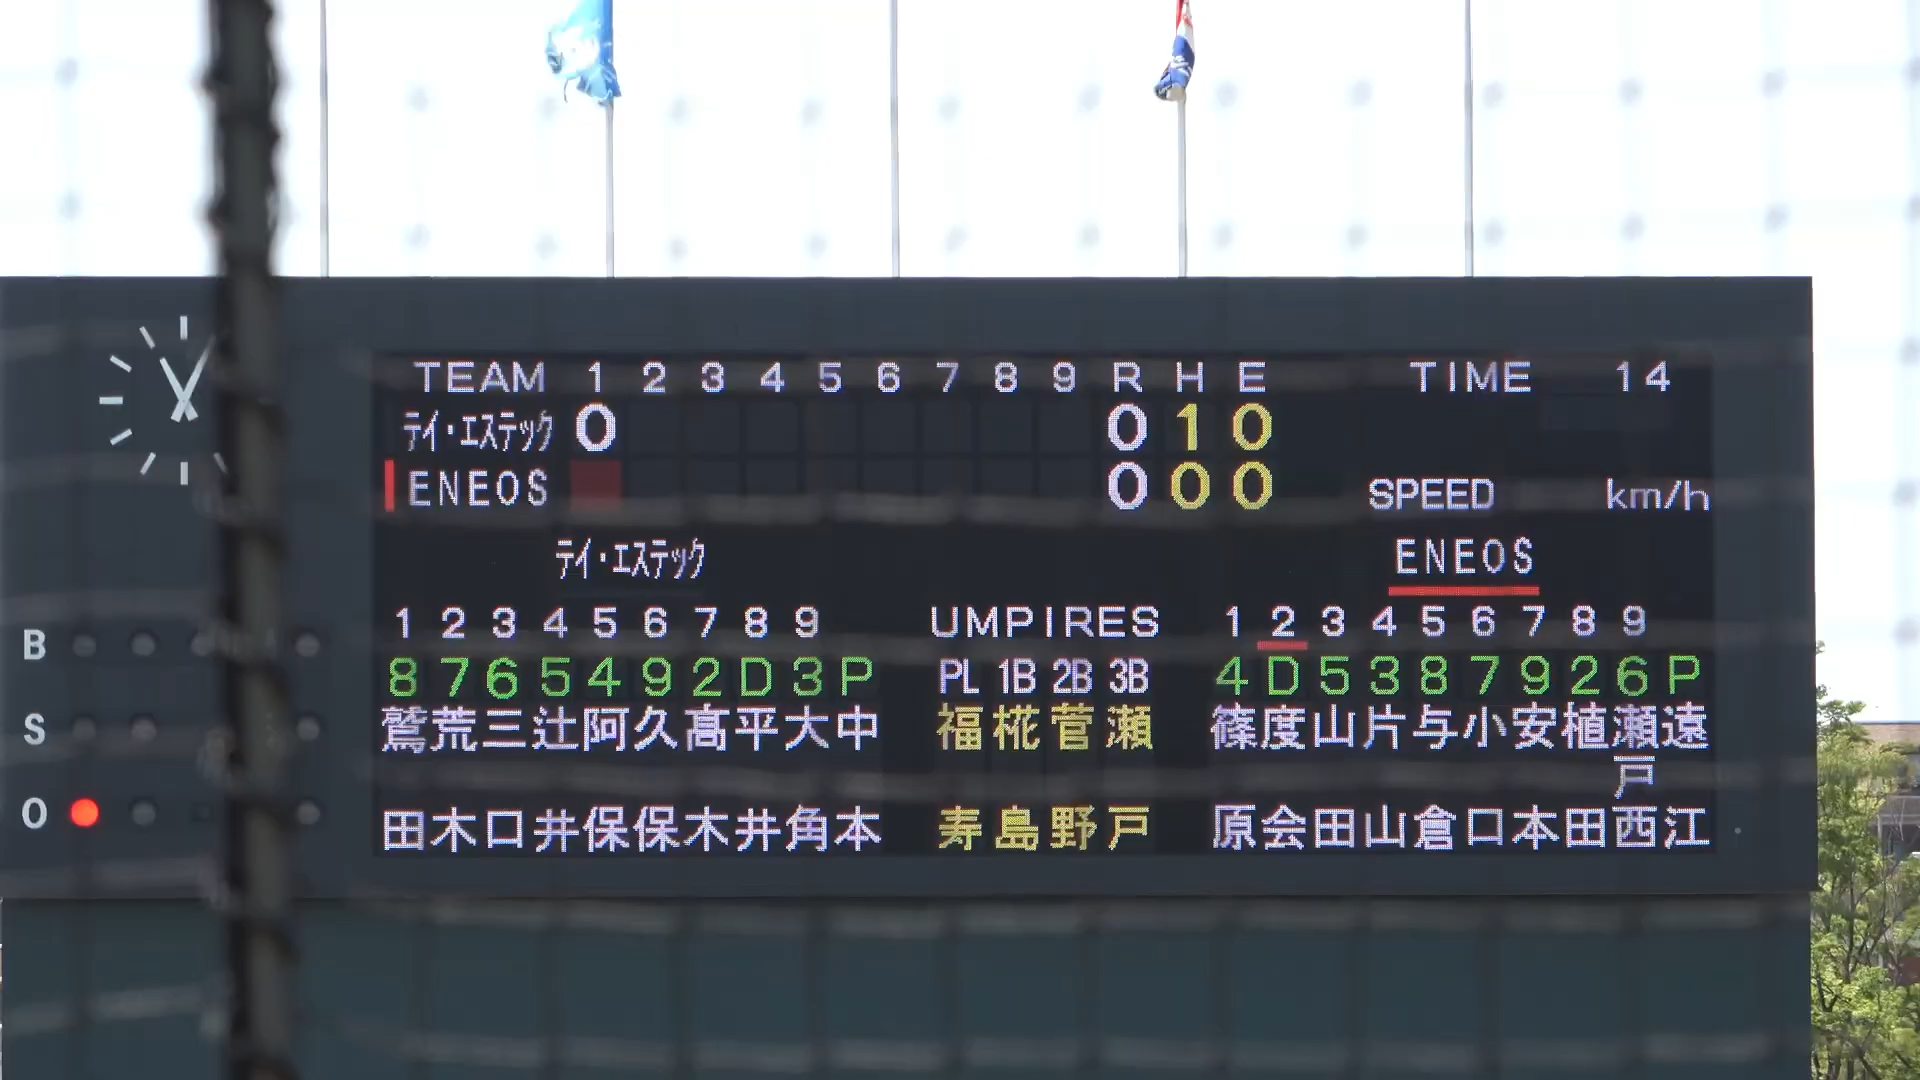 TEAM 1 2 3 4 5 6 7 8 9 R H E TIME 14
テイ・エステック 0 0 1 0
ENEOS 0 0 0 SPEED km/h
テイ・エステック ENEOS
1 2 3 4 5 6 7 8 9 UMPIRES 1 2 3 4 5 6 7 8 9
B
8 7 6 5 4 9 2 D 3 P PL 1B 2B 3B 4 D 5 3 8 7 9 2 6 P
S
鷲荒三辻阿久髙平大中 福椛菅瀬 篠度山片与小安植瀬遠
戸
O
田木口井保保木井角本 寿島野戸 原会田山倉口本田西江